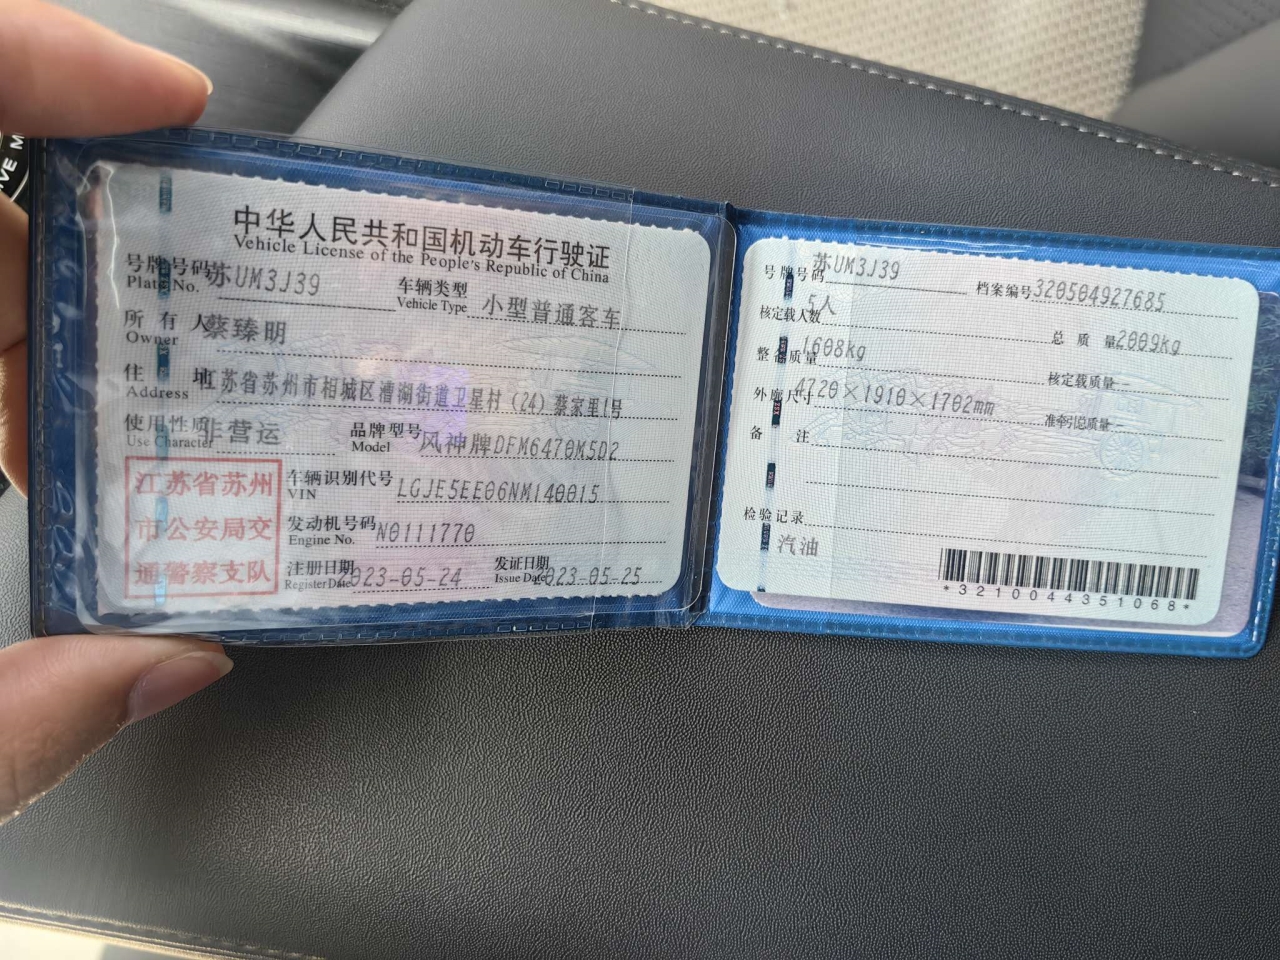 中华人民共和国机动车行驶证
Vehicle License of the People's Republic of China
号牌号码 苏UM3J39 车辆类型 小型普通客车
Plate No. Vehicle Type
所有人 蔡臻明
Owner
住址 江苏省苏州市相城区漕湖街道卫星村(24)蔡家里1号
Address
使用性质 非营运 品牌型号 风神牌DFM6470M5D2
Use Character Model
江苏省苏州
市公安局交
通警察支队
车辆识别代号 LGJE5EE06NM140015
VIN
发动机号码 N0111770
Engine No.
注册日期 023-05-24 发证日期 2023-05-25
Register Date Issue Date
号牌号码 苏UM3J39 档案编号 320504927685
核定载人数 5人 总质量 2009kg
整备质量 1608kg 核定载质量 --
外廓尺寸 4720×1910×1702mm 准牵引总质量 --
备注
检验记录
汽油
*3210044351068*
VE M